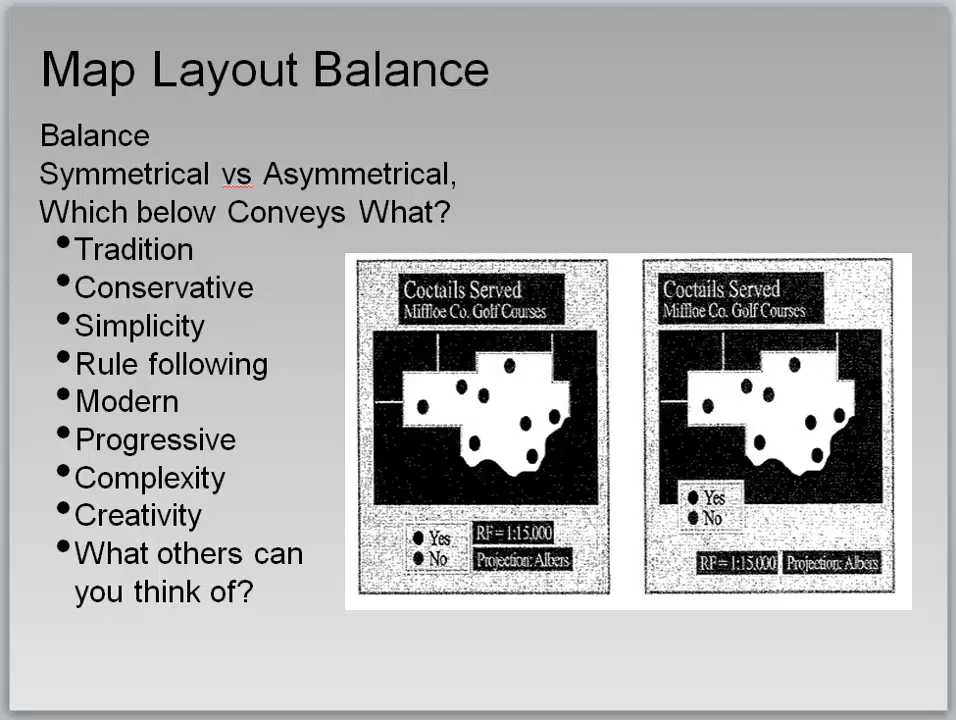 Map Layout Balance
Balance
Symmetrical vs Asymmetrical,
Which below Conveys What?
•Tradition
•Conservative
•Simplicity
•Rule following
•Modern
•Progressive
•Complexity
•Creativity
•What others can
you think of?
Coctails Served
Miffloe Co. Golf Courses
Yes
No
RF = 1:15,000
Projection: Albers
Coctails Served
Miffloe Co. Golf Courses
Yes
No
RF = 1:15,000
Projection: Albers